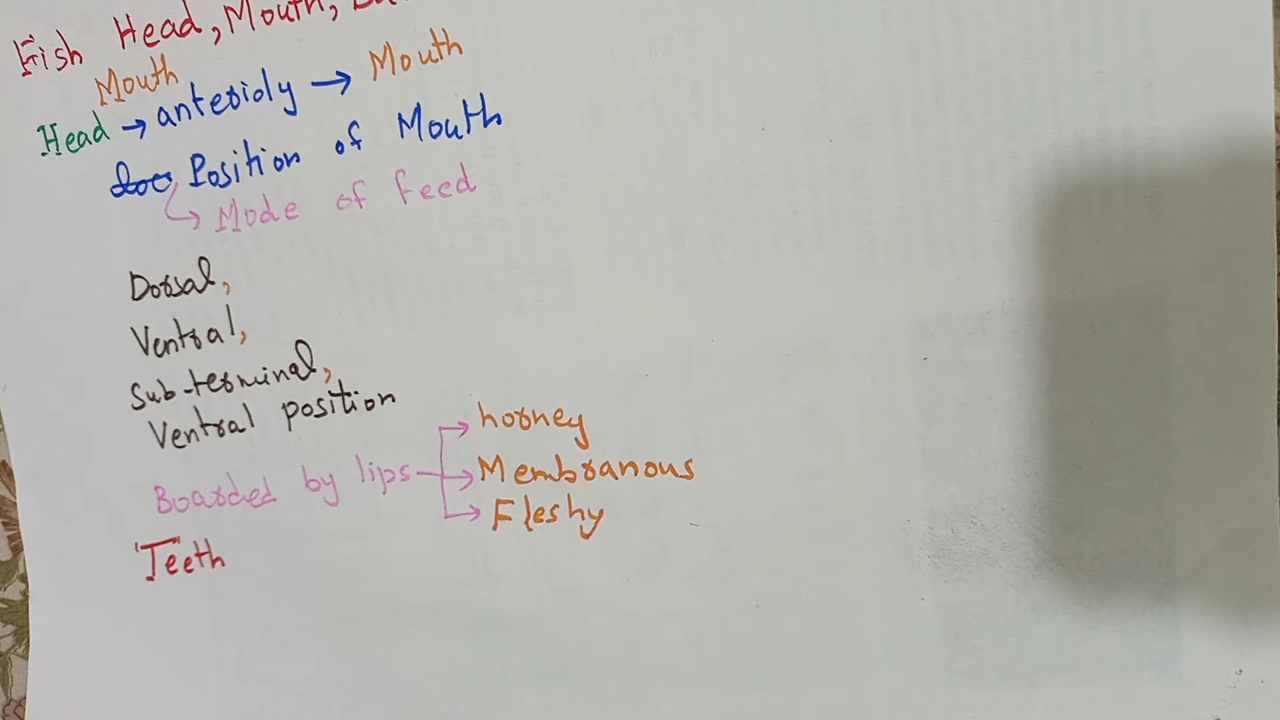 Fish Head, Mouth,
Mouth
Head → anteriorly → Mouth
Position of Mouth
↳ Mode of feed
Dorsal,
Ventral,
Sub-terminal,
Ventral position
Boarded by lips → horney
→ Membranous
→ Fleshy
Teeth